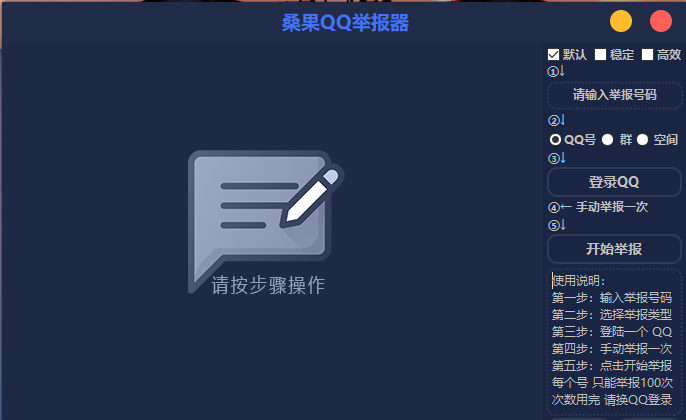 桑果QQ举报器
默认 稳定 高效
①↓
请输入举报号码
②↓
QQ号 群 空间
③↓
登录QQ
④← 手动举报一次
⑤↓
开始举报
请按步骤操作
使用说明：
第一步：输入举报号码
第二步：选择举报类型
第三步：登陆一个 QQ
第四步：手动举报一次
第五步：点击开始举报
每个号 只能举报100次
次数用完 请换QQ登录